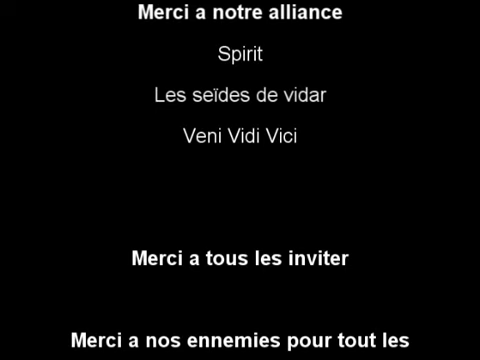 Merci a notre alliance
Spirit
Les seïdes de vidar
Veni Vidi Vici
Merci a tous les inviter
Merci a nos ennemies pour tout les